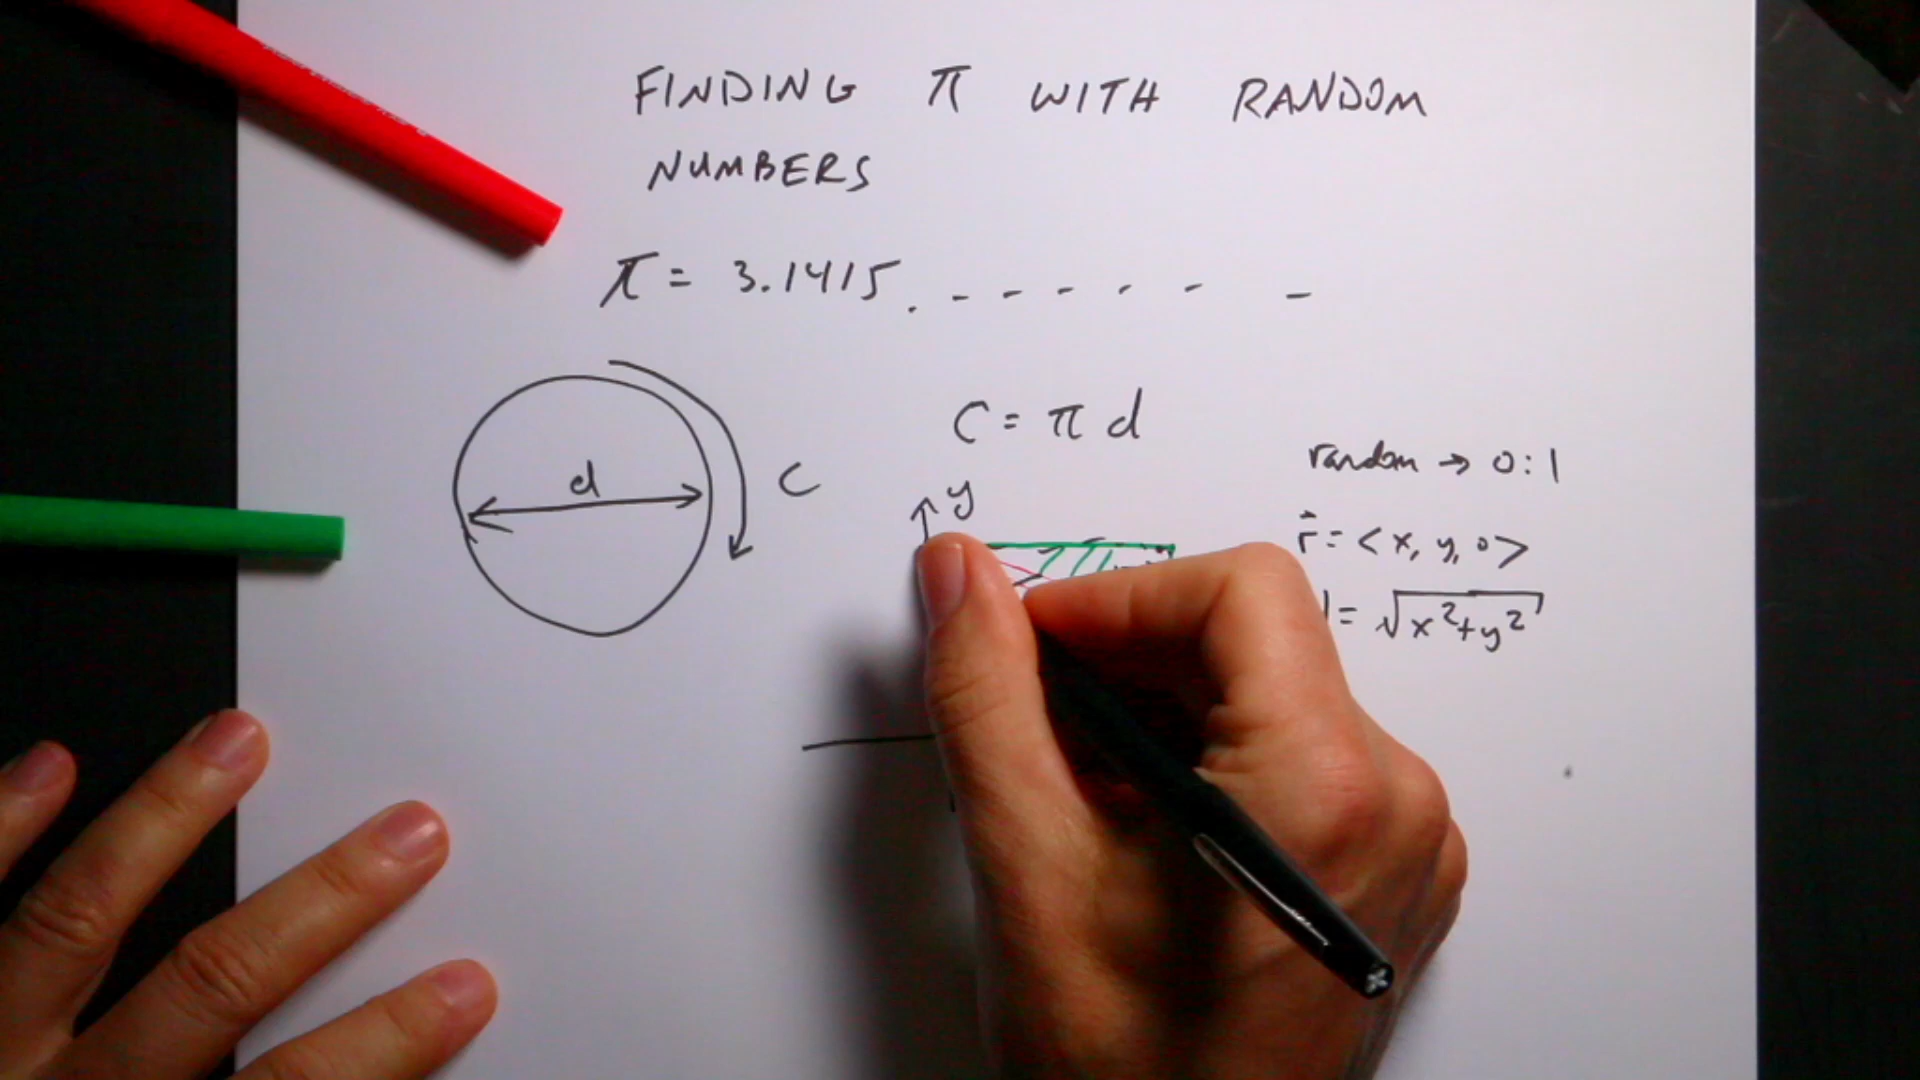 FINDING π WITH RANDOM
NUMBERS
π = 3.1415. - - - - - -
C = π d
d
C
y
random → 0:1
r⃗ = <x, y, 0>
= √x²+y²